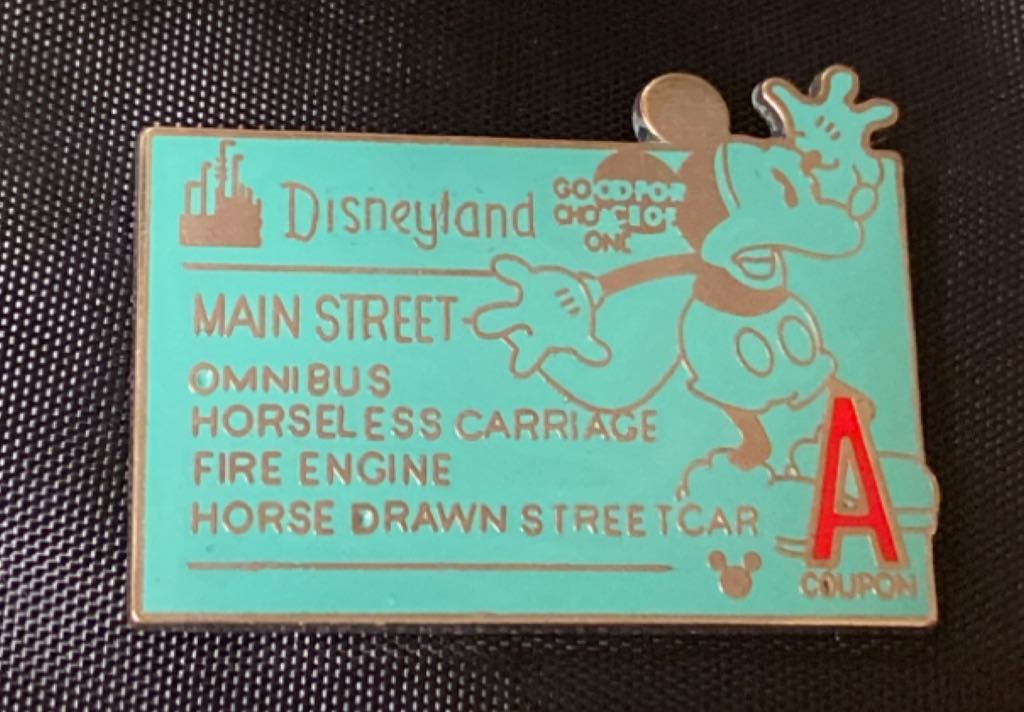 Disneyland
GOOD FOR
CHOICE OF
ONE
MAIN STREET
OMNIBUS
HORSELESS CARRIAGE
FIRE ENGINE
HORSE DRAWN STREETCAR
A
COUPON